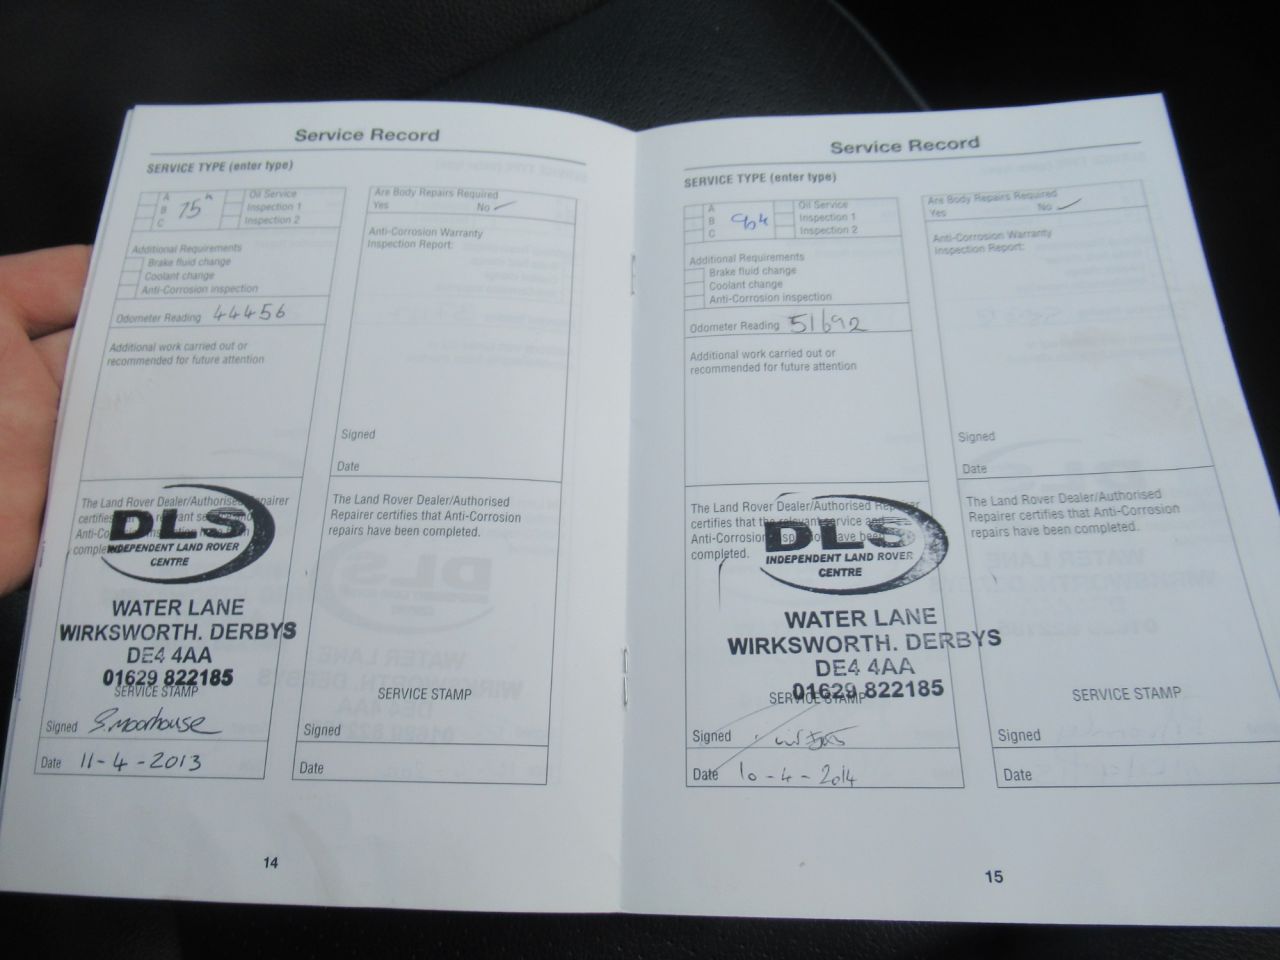 Service Record
SERVICE TYPE (enter type)
A
B
C
75
Oil Service
Inspection 1
Inspection 2
Additional Requirements
Brake fluid change
Coolant change
Anti-Corrosion inspection
Odometer Reading 44456
Additional work carried out or
recommended for future attention
The Land Rover Dealer/Authorised Repairer
DLS
INDEPENDENT LAND ROVER
CENTRE
WATER LANE
WIRKSWORTH. DERBYS
DE4 4AA
01629 822185
SERVICE STAMP
Signed S. Moorhouse
Date 11-4-2013
Are Body Repairs Required
Yes No
Anti-Corrosion Warranty
Inspection Report:
Signed
Date
The Land Rover Dealer/Authorised
Repairer certifies that Anti-Corrosion
repairs have been completed.
SERVICE STAMP
Signed
Date
14
Service Record
SERVICE TYPE (enter type)
A
B
C
Oil Service
Inspection 1
Inspection 2
Additional Requirements
Brake fluid change
Coolant change
Anti-Corrosion inspection
Odometer Reading 51692
Additional work carried out or
recommended for future attention
The Land Rover Dealer/Authorised Repairer
certifies that the relevant service and
Anti-Corrosion inspection have been
completed.
DLS
INDEPENDENT LAND ROVER
CENTRE
WATER LANE
WIRKSWORTH. DERBYS
DE4 4AA
01629 822185
SERVICE STAMP
Signed
Date 10-4-2014
Are Body Repairs Required
Yes No
Anti-Corrosion Warranty
Inspection Report:
Signed
Date
The Land Rover Dealer/Authorised
Repairer certifies that Anti-Corrosion
repairs have been completed.
SERVICE STAMP
Signed
Date
15